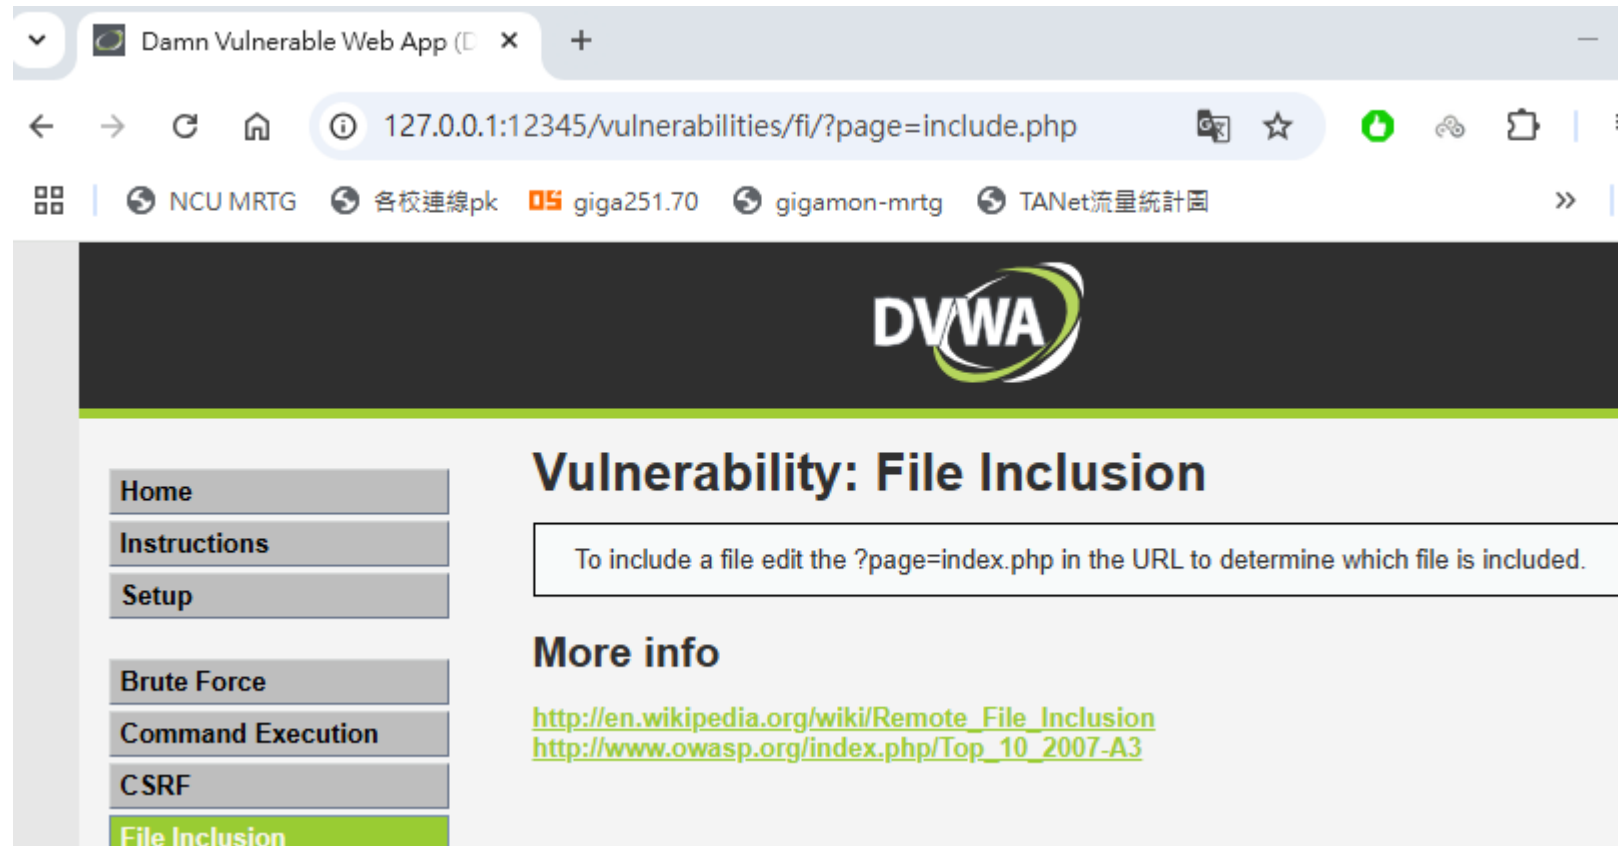 Damn Vulnerable Web App (D
127.0.0.1:12345/vulnerabilities/fi/?page=include.php
NCU MRTG 各校連線pk giga251.70 gigamon-mrtg TANet流量統計圖
DVWA
Home
Instructions
Setup
Brute Force
Command Execution
CSRF
File Inclusion
Vulnerability: File Inclusion
To include a file edit the ?page=index.php in the URL to determine which file is included.
More info
http://en.wikipedia.org/wiki/Remote_File_Inclusion
http://www.owasp.org/index.php/Top_10_2007-A3